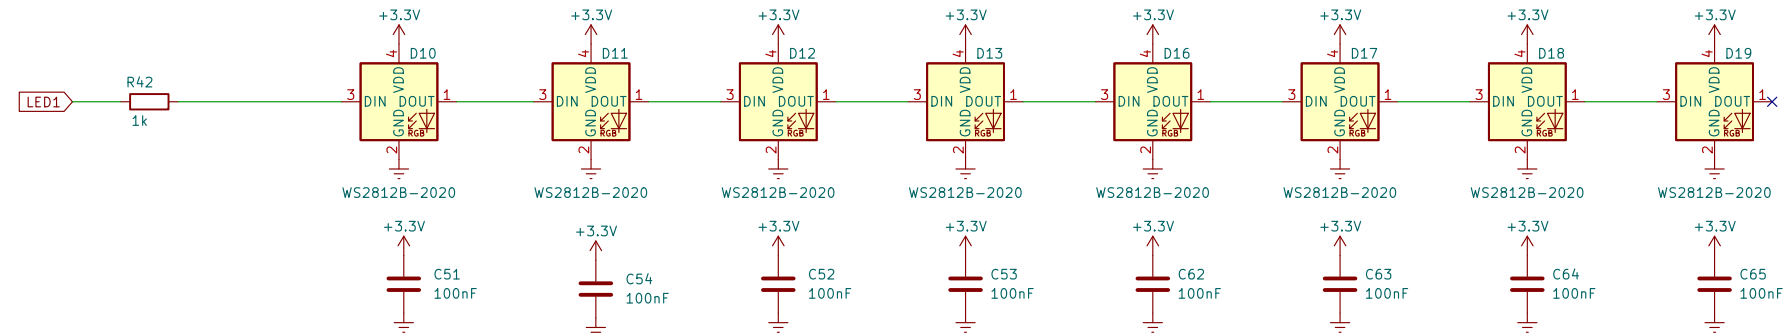 +3.3V +3.3V +3.3V +3.3V +3.3V +3.3V +3.3V +3.3V
4 D10 4 D11 4 D12 4 D13 4 D16 4 D17 4 D18 4 D19
VDD VDD VDD VDD VDD VDD VDD VDD
R42
LED1 3 DIN DOUT 1 3 DIN DOUT 1 3 DIN DOUT 1 3 DIN DOUT 1 3 DIN DOUT 1 3 DIN DOUT 1 3 DIN DOUT 1 3 DIN DOUT 1
1k GND GND GND GND GND GND GND GND
RGB RGB RGB RGB RGB RGB RGB RGB
2 2 2 2 2 2 2 2
WS2812B-2020 WS2812B-2020 WS2812B-2020 WS2812B-2020 WS2812B-2020 WS2812B-2020 WS2812B-2020 WS2812B-2020
+3.3V +3.3V +3.3V +3.3V +3.3V +3.3V +3.3V +3.3V
C51 C54 C52 C53 C62 C63 C64 C65
100nF 100nF 100nF 100nF 100nF 100nF 100nF 100nF